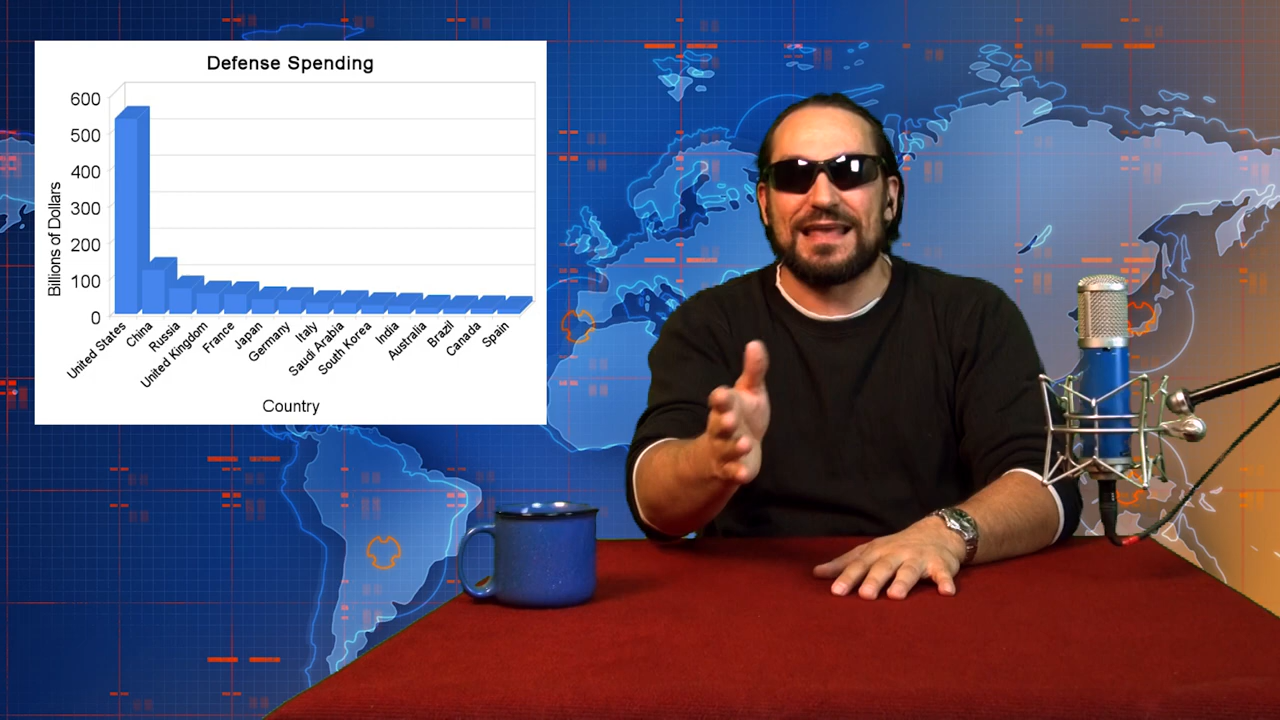 Defense Spending
600
500
400
300
200
100
0
Billions of Dollars
United States
China
Russia
United Kingdom
France
Japan
Germany
Italy
Saudi Arabia
South Korea
India
Australia
Brazil
Canada
Spain
Country